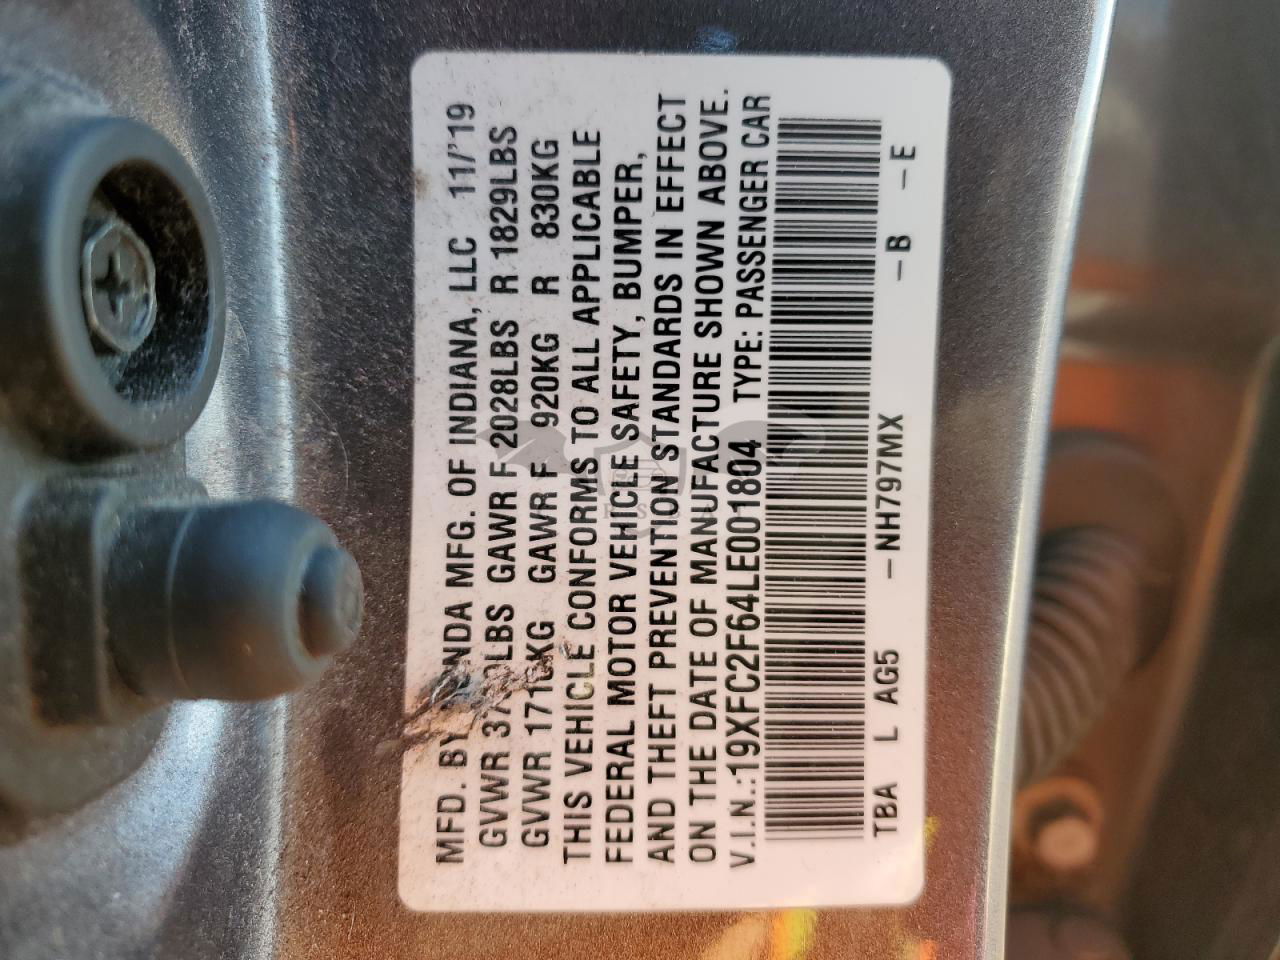 MFD. BY HONDA MFG. OF INDIANA, LLC 11/'19
GVWR LBS GAWR F 2028LBS R 1829LBS
GVWR KG GAWR F 920KG R 830KG
THIS VEHICLE CONFORMS TO ALL APPLICABLE
FEDERAL MOTOR VEHICLE SAFETY, BUMPER,
AND THEFT PREVENTION STANDARDS IN EFFECT
ON THE DATE OF MANUFACTURE SHOWN ABOVE.
V.I.N.:19XFC2F64LE001804 TYPE: PASSENGER CAR
TBA L AG5 – NH797MX –B –E